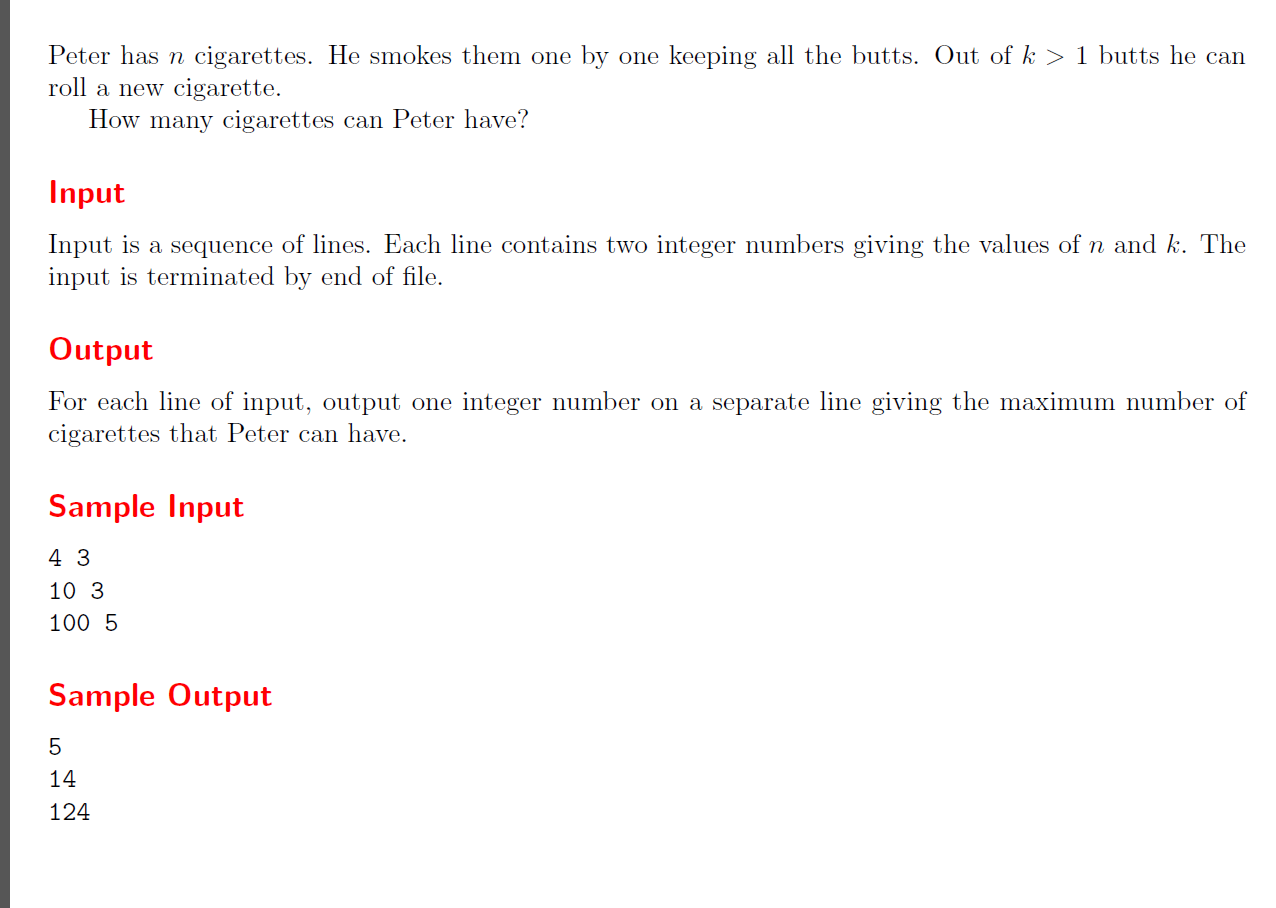 Peter has n cigarettes. He smokes them one by one keeping all the butts. Out of k > 1 butts he can
roll a new cigarette.
How many cigarettes can Peter have?
Input
Input is a sequence of lines. Each line contains two integer numbers giving the values of n and k. The
input is terminated by end of file.
Output
For each line of input, output one integer number on a separate line giving the maximum number of
cigarettes that Peter can have.
Sample Input
4 3
10 3
100 5
Sample Output
5
14
124